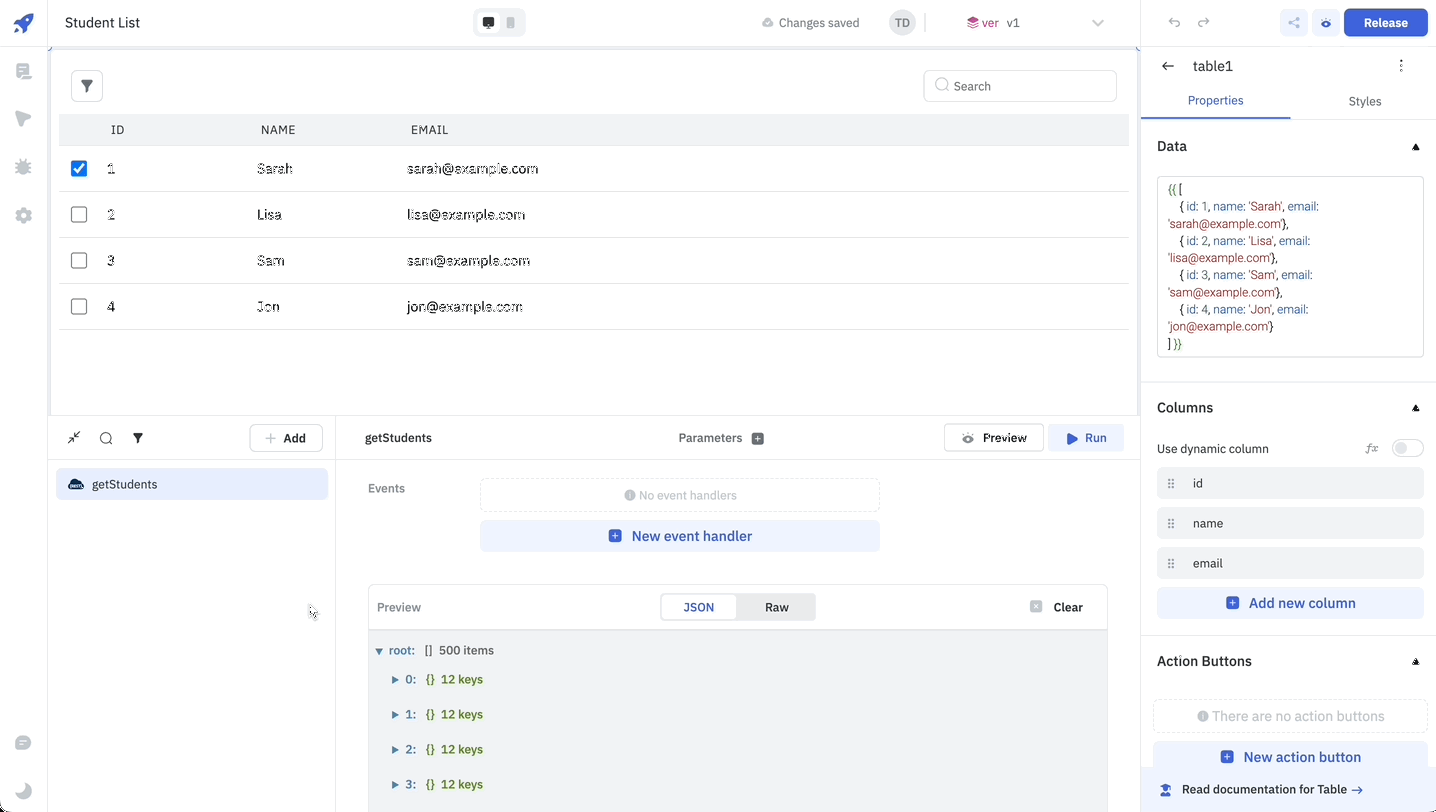 Student List
Changes saved
TD
ver v1
Release
Search
ID NAME EMAIL
1 Sarah sarah@example.com
2 Lisa lisa@example.com
3 Sam sam@example.com
4 Jon jon@example.com
table1
Properties Styles
Data
{{ [
{ id: 1, name: 'Sarah', email:
'sarah@example.com'},
{ id: 2, name: 'Lisa', email:
'lisa@example.com'},
{ id: 3, name: 'Sam', email:
'sam@example.com'},
{ id: 4, name: 'Jon', email:
'jon@example.com'}
] }}
Columns
Use dynamic column fx
id
name
email
Add new column
Action Buttons
There are no action buttons
New action button
Read documentation for Table →
Add
getStudents
getStudents
Parameters
Preview
Run
Events
No event handlers
New event handler
Preview
JSON Raw
Clear
root: [] 500 items
0: {} 12 keys
1: {} 12 keys
2: {} 12 keys
3: {} 12 keys